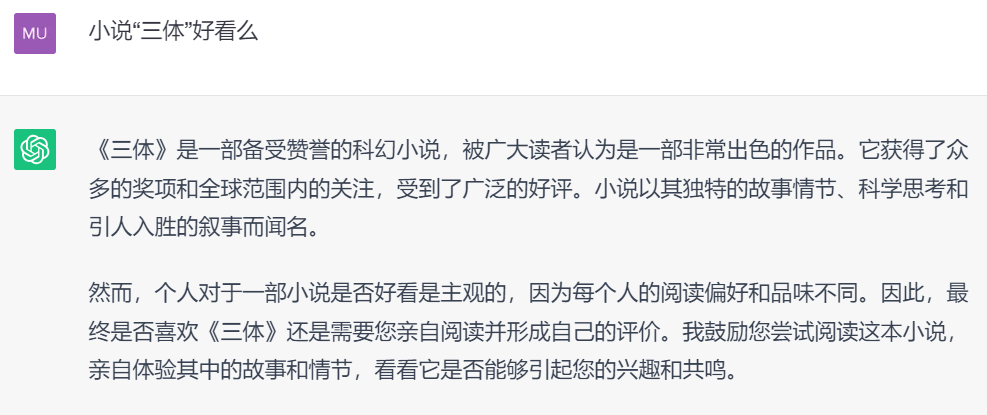 MU
小说“三体”好看么
《三体》是一部备受赞誉的科幻小说，被广大读者认为是一部非常出色的作品。它获得了众
多的奖项和全球范围内的关注，受到了广泛的好评。小说以其独特的故事情节、科学思考和
引人入胜的叙事而闻名。
然而，个人对于一部小说是否好看是主观的，因为每个人的阅读偏好和品味不同。因此，最
终是否喜欢《三体》还是需要您亲自阅读并形成自己的评价。我鼓励您尝试阅读这本小说，
亲自体验其中的故事和情节，看看它是否能够引起您的兴趣和共鸣。